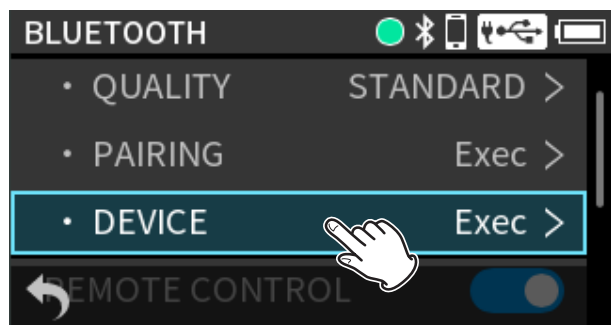 BLUETOOTH
• QUALITY STANDARD >
• PAIRING Exec >
• DEVICE Exec >
REMOTE CONTROL